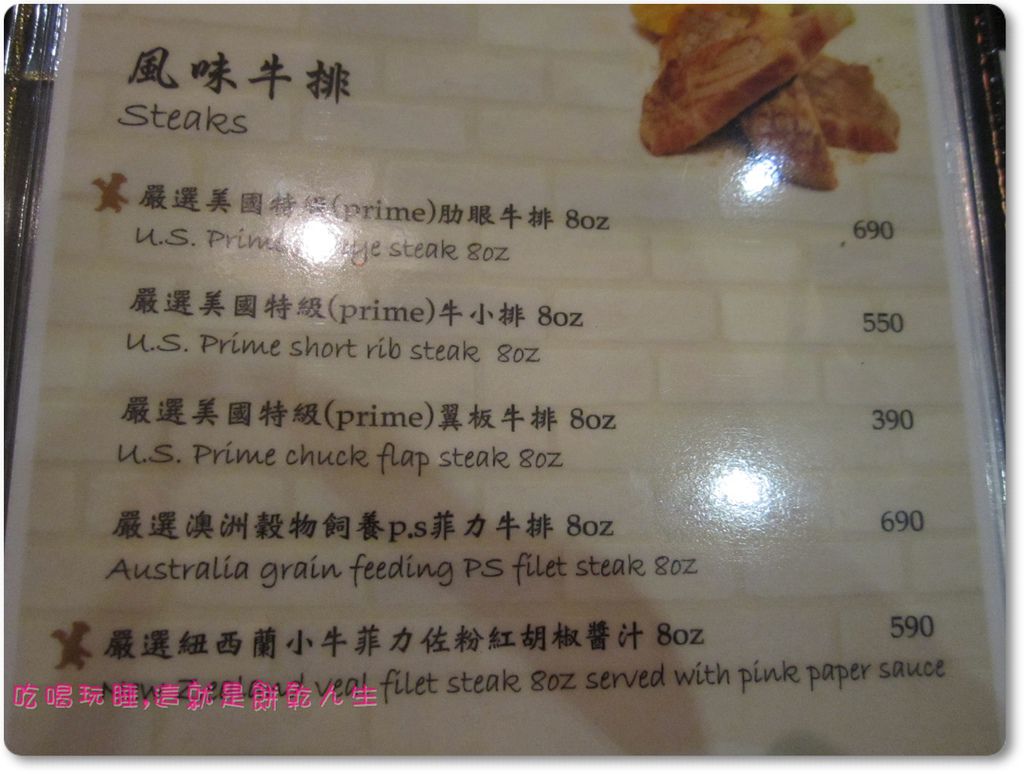 風味牛排
Steaks
嚴選美國特級(prime)肋眼牛排 8oz 690
U.S. Prime eye steak 8oz
嚴選美國特級(prime)牛小排 8oz 550
U.S. Prime short rib steak 8oz
嚴選美國特級(prime)翼板牛排 8oz 390
U.S. Prime chuck flap steak 8oz
嚴選澳洲穀物飼養p.s菲力牛排 8oz 690
Australia grain feeding PS filet steak 8oz
嚴選紐西蘭小牛菲力佐粉紅胡椒醬汁 8oz 590
New Zealand veal filet steak 8oz served with pink paper sauce
吃喝玩睡,這就是餅乾人生